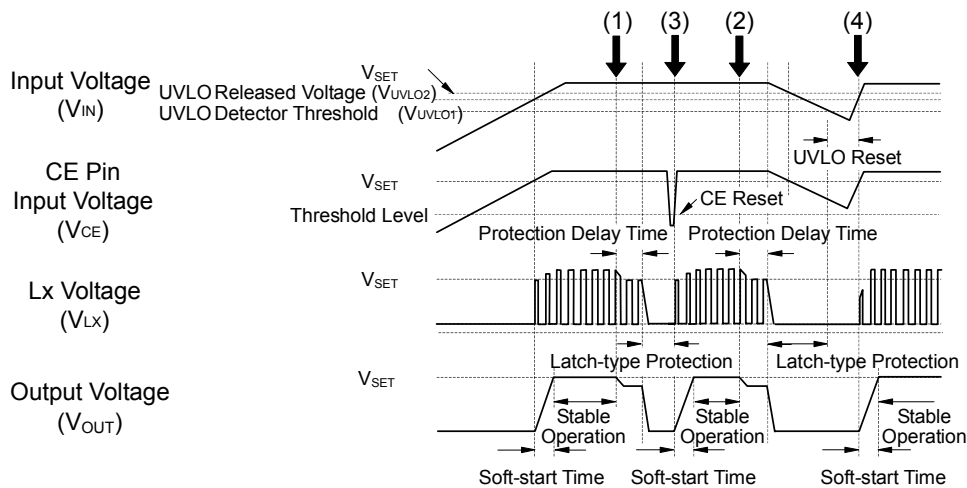 (1) (3) (2) (4)
Input Voltage
(VIN)
VSET
UVLO Released Voltage (VUVLO2)
UVLO Detector Threshold (VUVLO1)
UVLO Reset
CE Pin
Input Voltage
(VCE)
VSET
Threshold Level
CE Reset
Protection Delay Time Protection Delay Time
Lx Voltage
(VLX)
VSET
Latch-type Protection Latch-type Protection
Output Voltage
(VOUT)
VSET
Stable
Operation
Stable
Operation
Stable
Operation
Soft-start Time Soft-start Time Soft-start Time